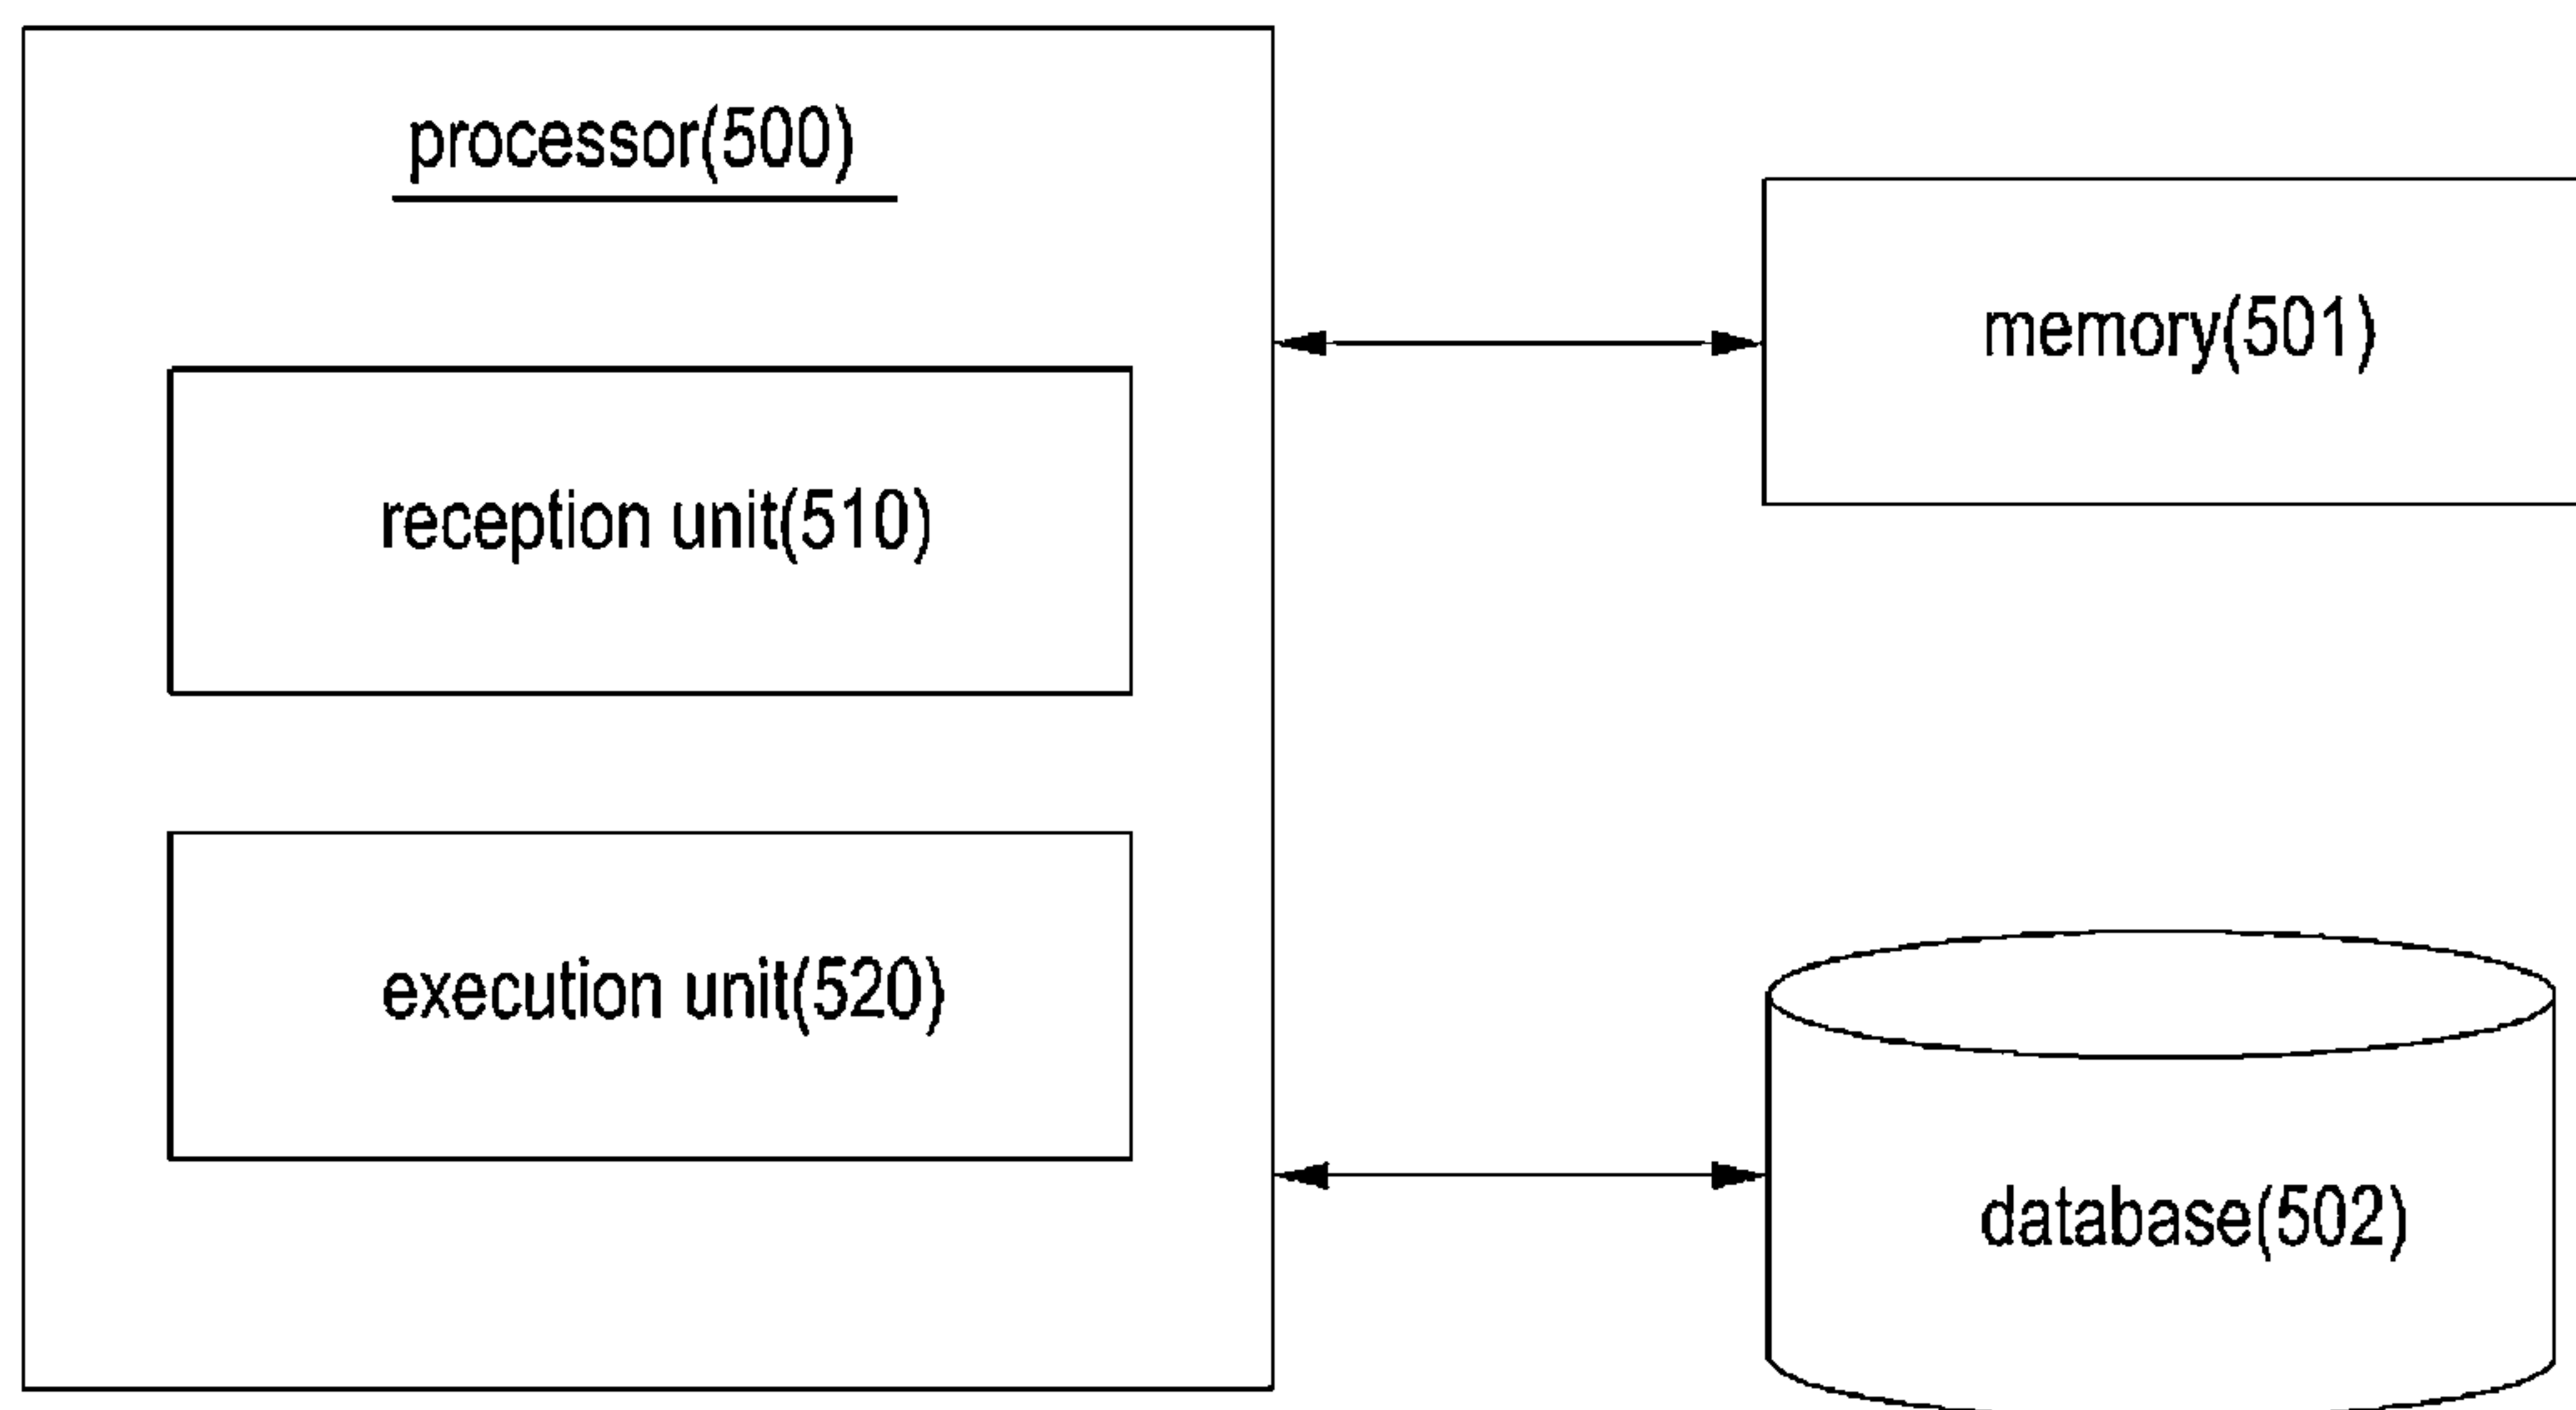 processor(500)
reception unit(510)
execution unit(520)
memory(501)
database(502)